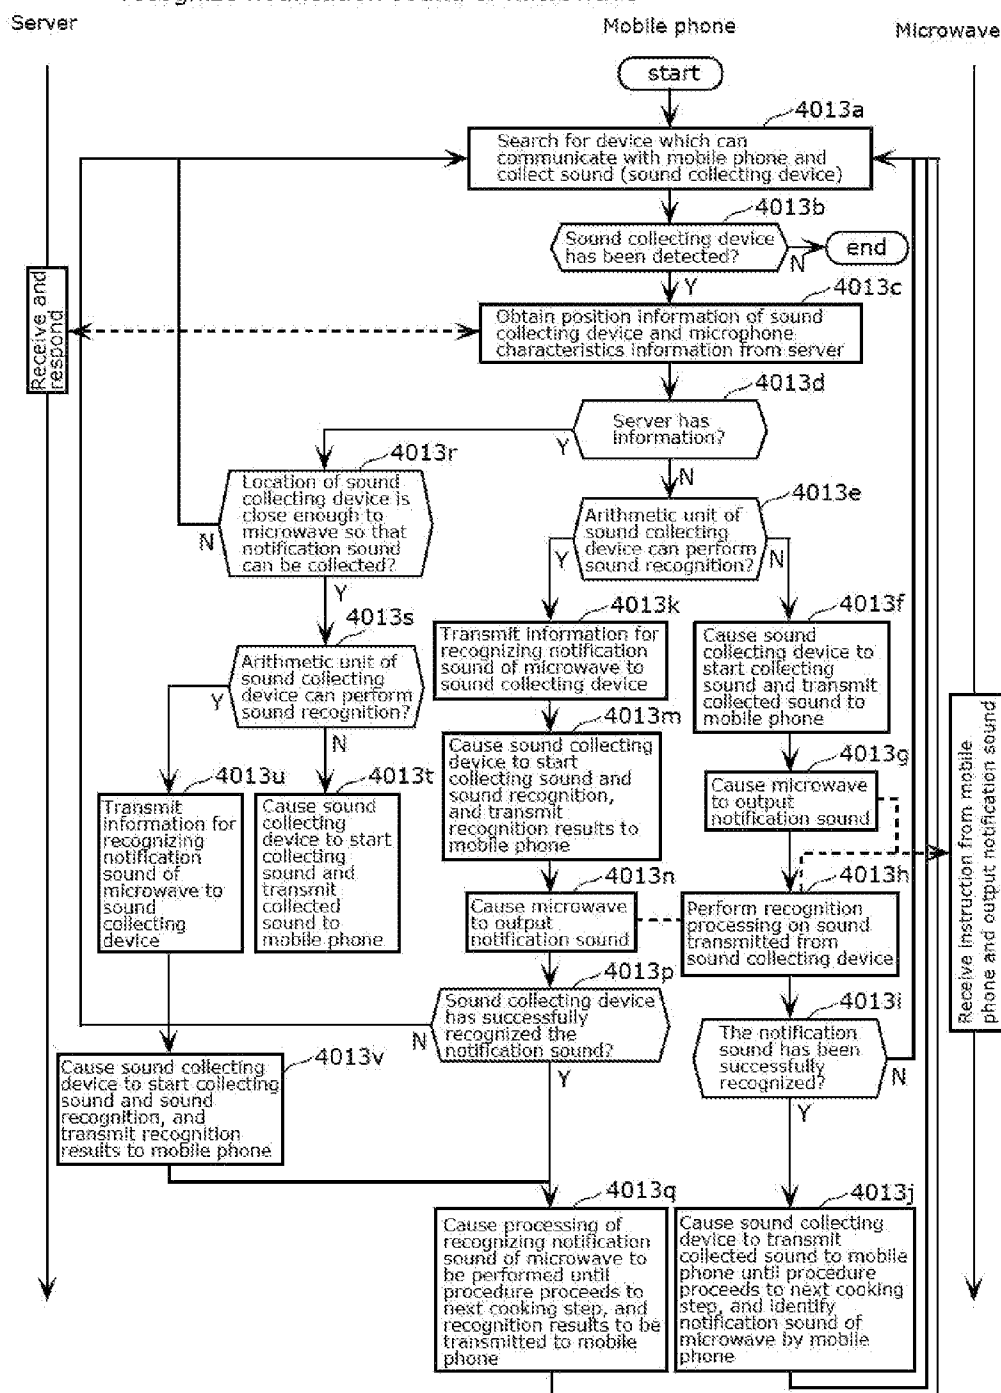 recognize notification sound of microwave
Server
Mobile phone
Microwave
start
4013a
Search for device which can
communicate with mobile phone and
collect sound (sound collecting device)
4013b
Sound collecting device
has been detected?
N
end
Y
4013c
Receive and
respond
Obtain position information of sound
collecting device and microphone
characteristics information from server
4013d
Server has
information?
Y
N
4013r
Location of sound
collecting device is
close enough to
microwave so that
notification sound
can be collected?
N
Y
4013e
Arithmetic unit of
sound collecting
device can perform
sound recognition?
Y
N
4013s
Arithmetic unit of
sound collecting
device can perform
sound recognition?
Y
N
4013k
Transmit information for
recognizing notification
sound of microwave to
sound collecting device
4013f
Cause sound
collecting device to
start collecting
sound and transmit
collected sound to
mobile phone
4013m
Cause sound collecting
device to start
collecting sound and
sound recognition,
and transmit
recognition results to
mobile phone
4013g
Cause microwave
to output
notification sound
Receive instruction from mobile
phone and output notification sound
4013u
Transmit
information for
recognizing
notification
sound of
microwave to
sound
collecting
device
4013t
Cause sound
collecting
device to start
collecting
sound and
transmit
collected
sound to
mobile phone
4013n
Cause microwave
to output
notification sound
4013h
Perform recognition
processing on sound
transmitted from
sound collecting device
4013p
Sound collecting device
has successfully
recognized the
notification sound?
N
Y
4013i
The notification
sound has been
successfully
recognized?
N
Y
4013v
Cause sound collecting
device to start collecting
sound and sound
recognition, and
transmit recognition
results to mobile phone
4013q
Cause processing of
recognizing notification
sound of microwave to
be performed until
procedure proceeds to
next cooking step, and
recognition results to be
transmitted to mobile
phone
4013j
Cause sound collecting
device to transmit
collected sound to mobile
phone until procedure
proceeds to next cooking
step, and identify
notification sound of
microwave by mobile
phone